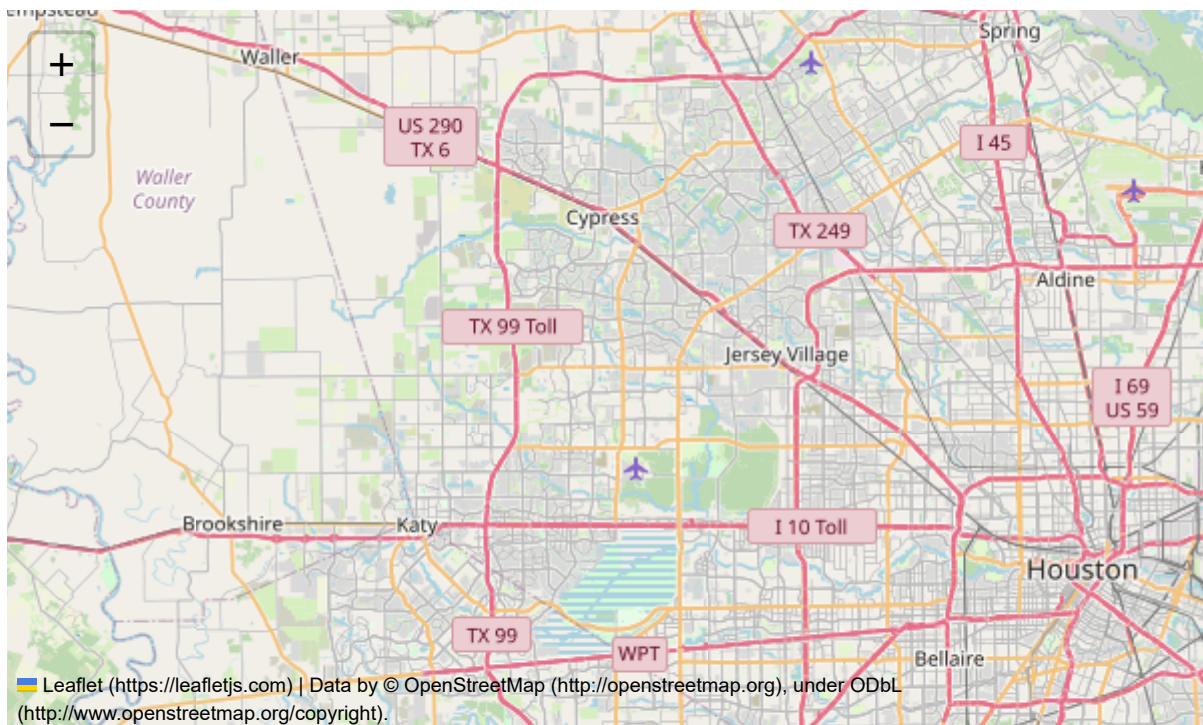 Spring
+
Waller
−
US 290
TX 6
I 45
Waller
County
Cypress
TX 249
Aldine
TX 99 Toll
Jersey Village
I 69
US 59
Brookshire
Katy
I 10 Toll
Houston
TX 99
WPT
Bellaire
Leaflet (https://leafletjs.com) | Data by © OpenStreetMap (http://openstreetmap.org), under ODbL
(http://www.openstreetmap.org/copyright).